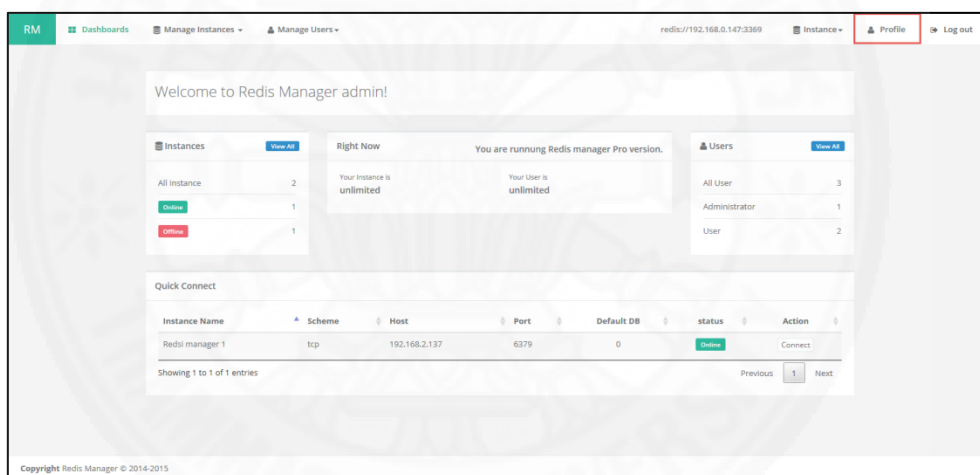 RM Dashboards Manage Instances Manage Users redis://192.168.0.147:3369 Instance Profile Log out
Welcome to Redis Manager admin!
Instances View All
All Instance 2
Online 1
Offline 1
Right Now You are runnung Redis manager Pro version.
Your Instance is Your User is
unlimited unlimited
Users View All
All User 3
Administrator 1
User 2
Quick Connect
Instance Name Scheme Host Port Default DB status Action
Redsi manager 1 tcp 192.168.2.137 6379 0 Online Connect
Showing 1 to 1 of 1 entries Previous 1 Next
Copyright Redis Manager © 2014-2015